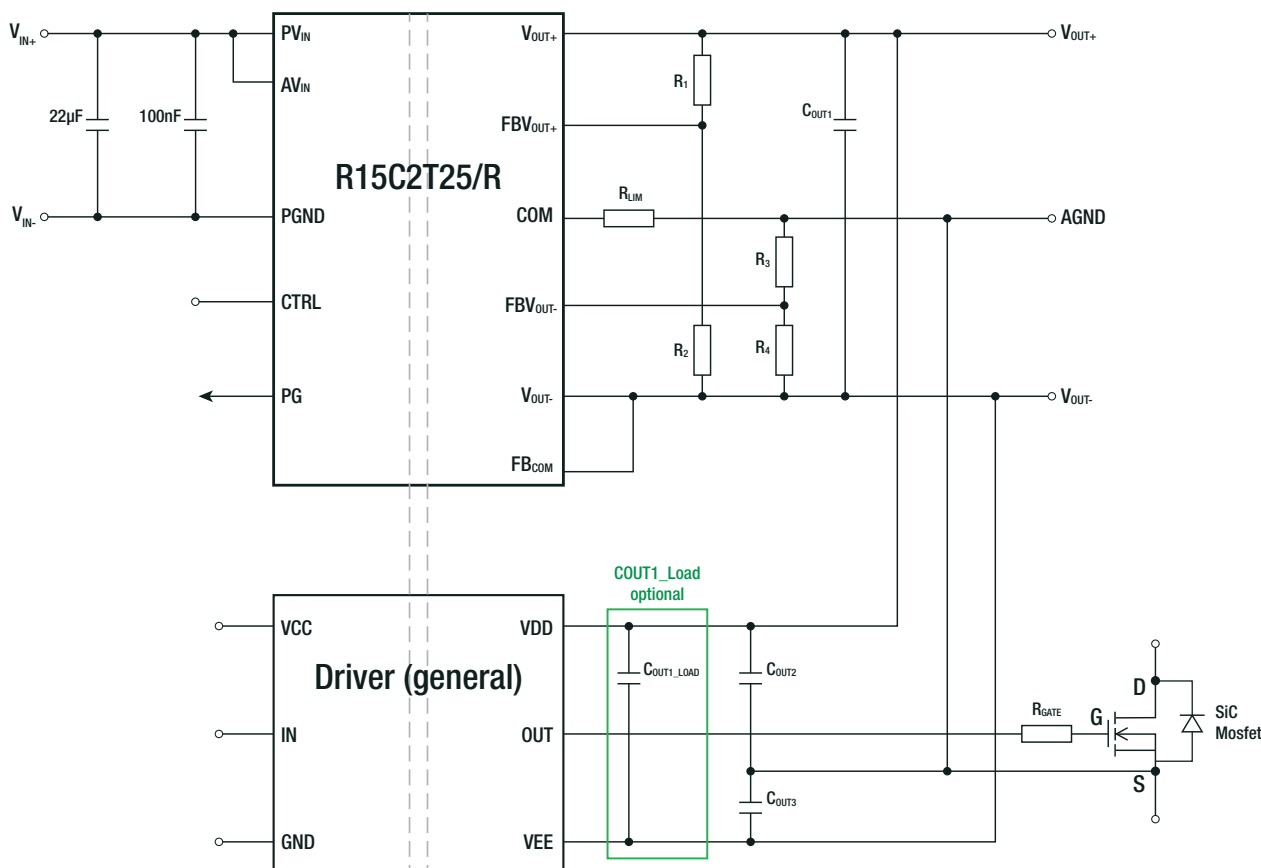 VIN+
22µF
100nF
VIN-
PVIN
AVIN
R15C2T25/R
PGND
CTRL
PG
VOUT+
FBVOUT+
COM
FBVOUT-
VOUT-
FBCOM
R1
COUT1
RLIM
R3
R2
R4
VOUT+
AGND
VOUT-
COUT1_Load
optional
VCC
VDD
Driver (general)
COUT1_LOAD
COUT2
IN
OUT
RGATE
G
D
SiC
Mosfet
S
COUT3
GND
VEE